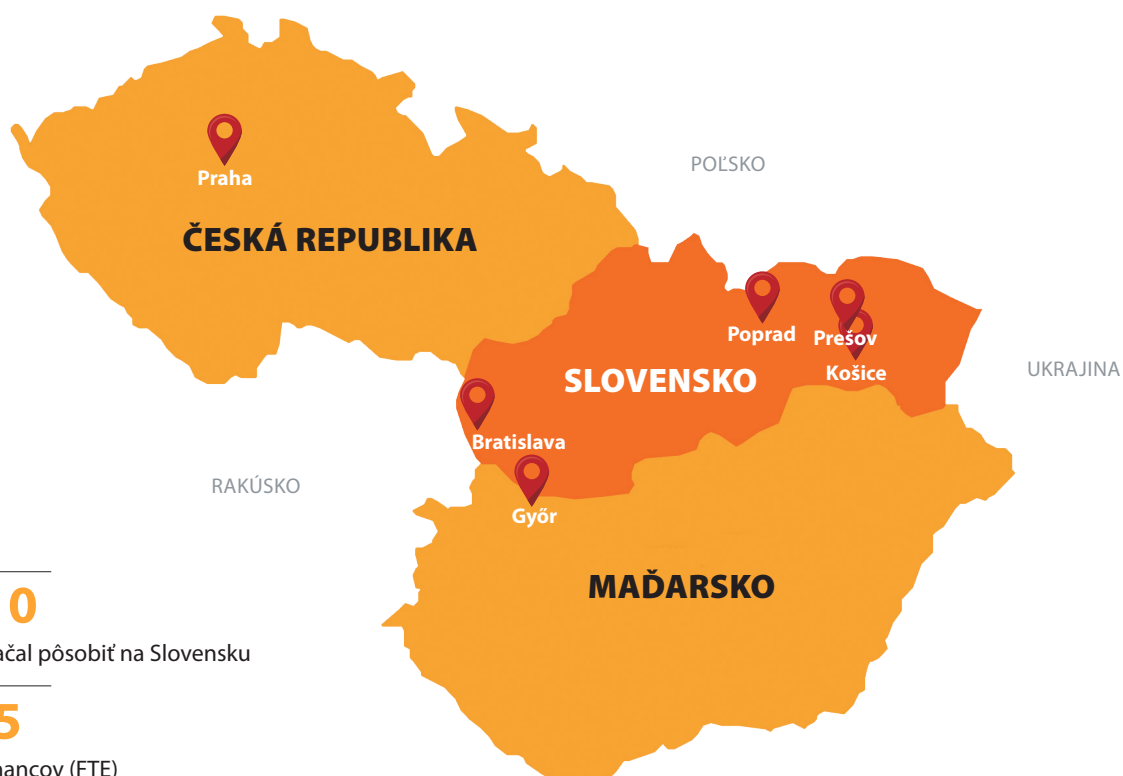 POĽSKO
Praha
ČESKÁ REPUBLIKA
Poprad
Prešov
Košice
SLOVENSKO
UKRAJINA
Bratislava
RAKÚSKO
Győr
MAĎARSKO
0
ačal pôsobiť na Slovensku
5
nancov (FTE)